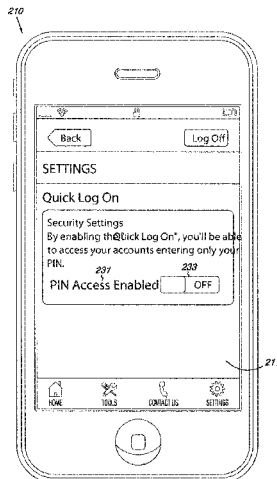 210
Back Log Off
SETTINGS
Quick Log On
Security Settings
By enabling the"Quick Log On", you'll be able
to access your accounts entering only your
PIN.
231 233
PIN Access Enabled OFF
21
HOME TOOLS CONTACT US SETTINGS